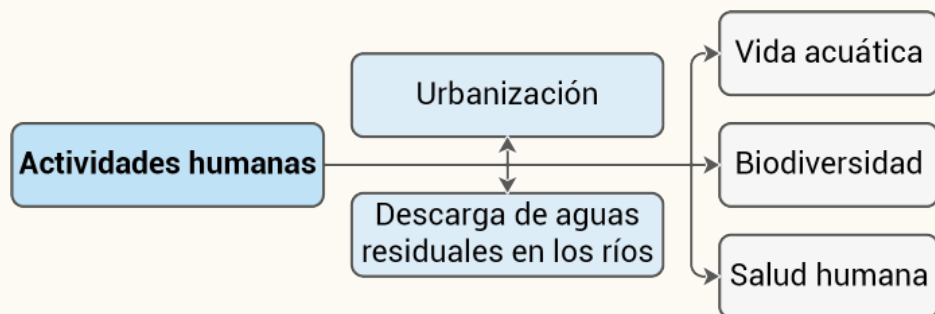 Actividades humanas
Urbanización
Descarga de aguas
residuales en los ríos
Vida acuática
Biodiversidad
Salud humana